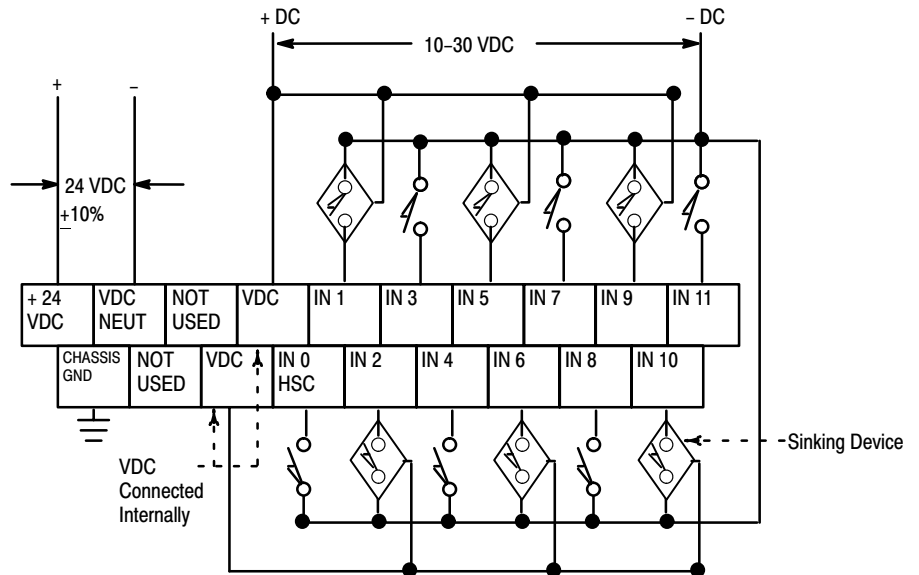 + DC
– DC
10–30 VDC
+
–
24 VDC
±10%
+ 24
VDC
VDC
NEUT
NOT
USED
VDC
IN 1
IN 3
IN 5
IN 7
IN 9
IN 11
CHASSIS
GND
NOT
USED
VDC
IN 0
HSC
IN 2
IN 4
IN 6
IN 8
IN 10
Sinking Device
VDC
Connected
Internally